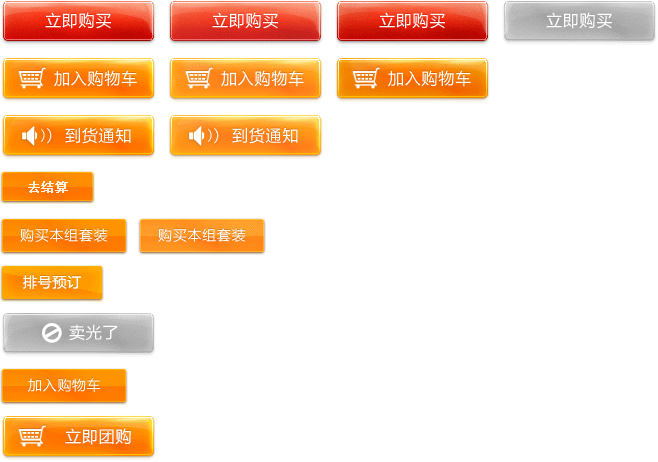 立即购买 立即购买 立即购买 立即购买
加入购物车 加入购物车 加入购物车
到货通知 到货通知
去结算
购买本组套装 购买本组套装
排号预订
卖光了
加入购物车
立即团购